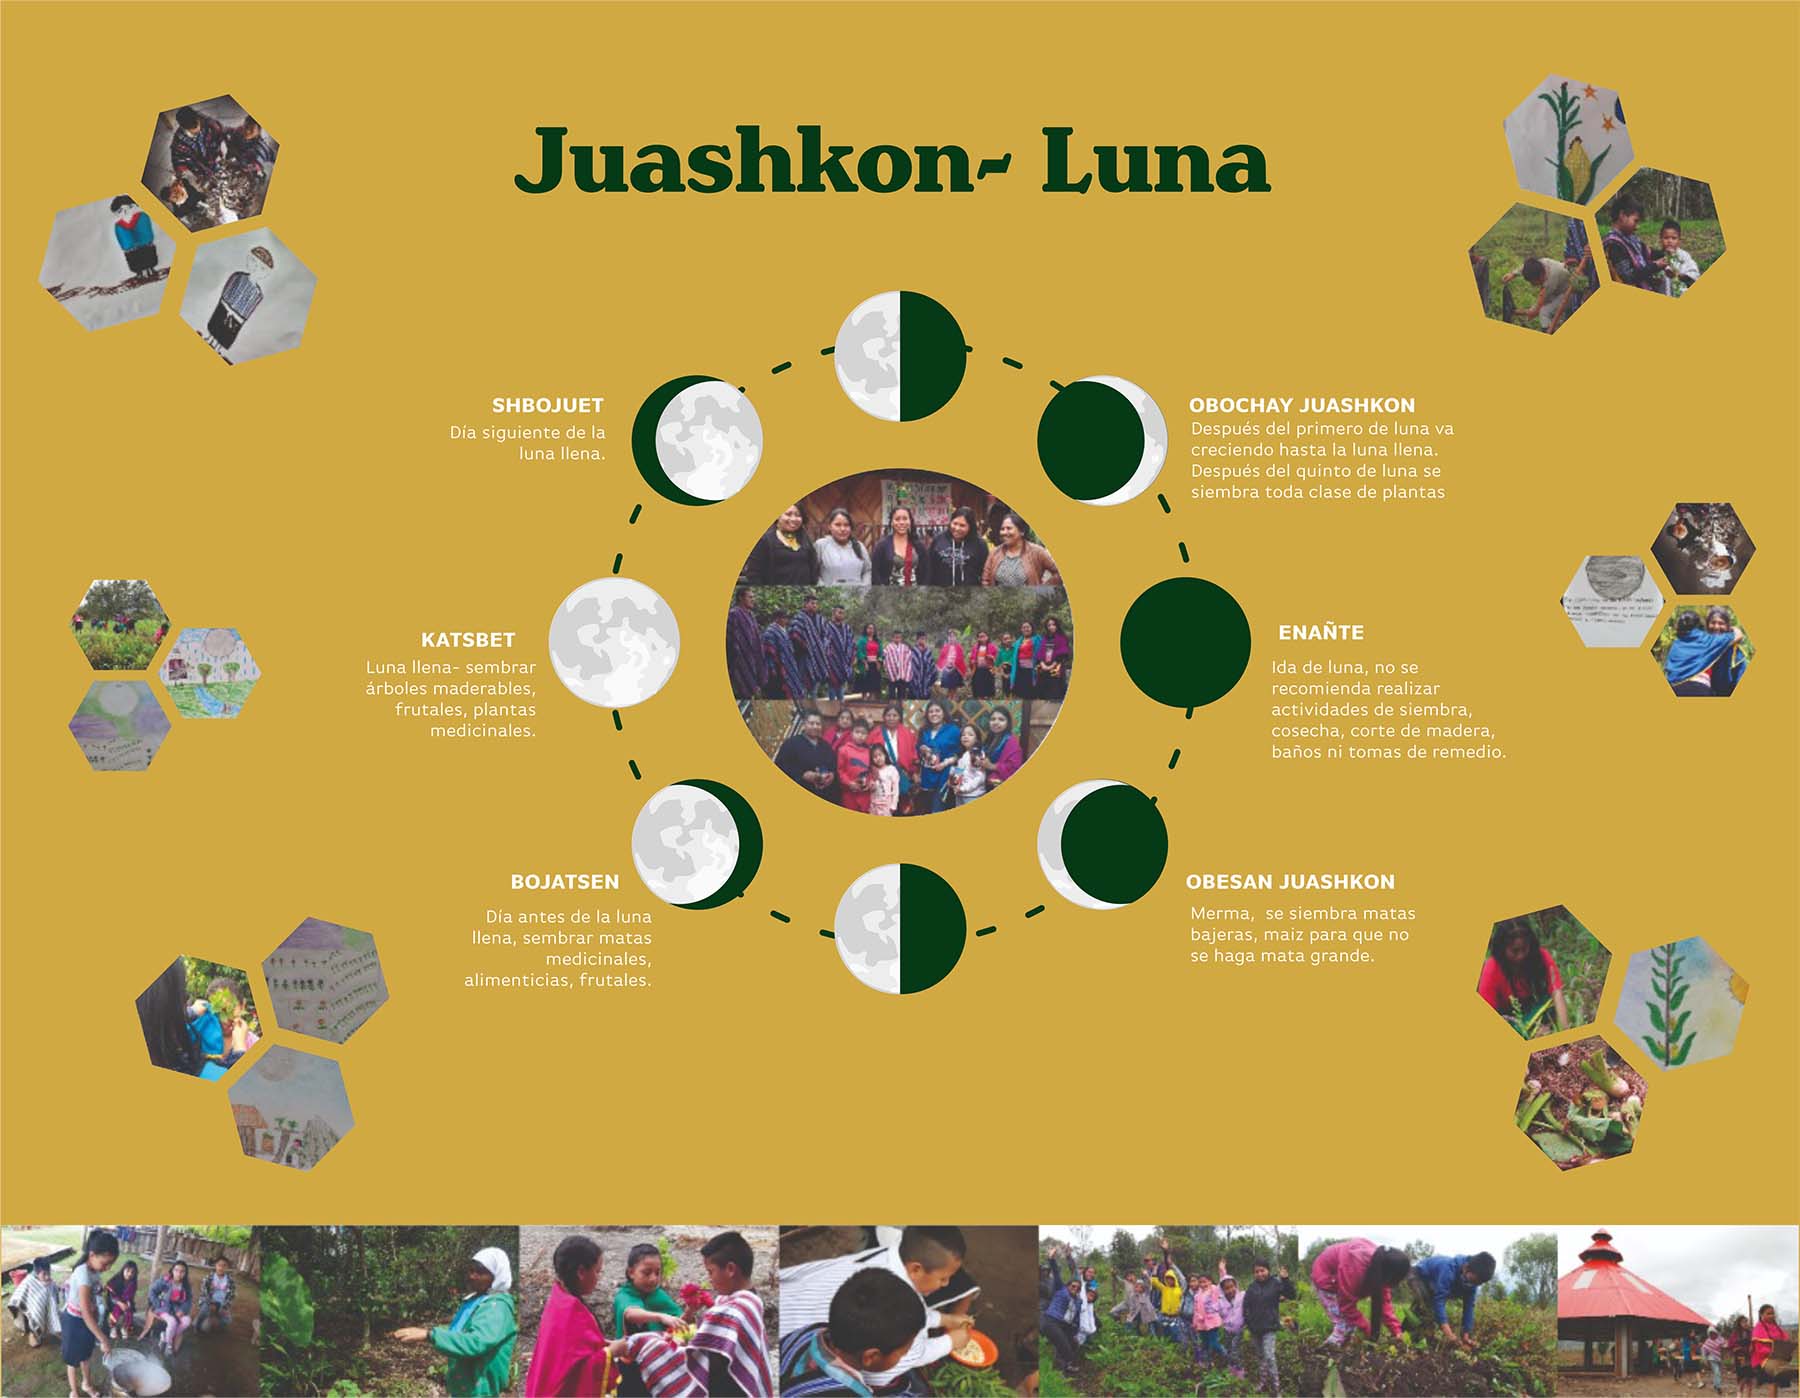 Juashkon- Luna
SHBOJUET
Día siguiente de la
luna llena.
OBOCHAY JUASHKON
Después del primero de luna va
creciendo hasta la luna llena.
Después del quinto de luna se
siembra toda clase de plantas
KATSBET
Luna llena- sembrar
árboles maderables,
frutales, plantas
medicinales.
ENAÑTE
Ida de luna, no se
recomienda realizar
actividades de siembra,
cosecha, corte de madera,
baños ni tomas de remedio.
BOJATSEN
Día antes de la luna
llena, sembrar matas
medicinales,
alimenticias, frutales.
OBESAN JUASHKON
Merma,  se siembra matas
bajeras, maiz para que no
se haga mata grande.